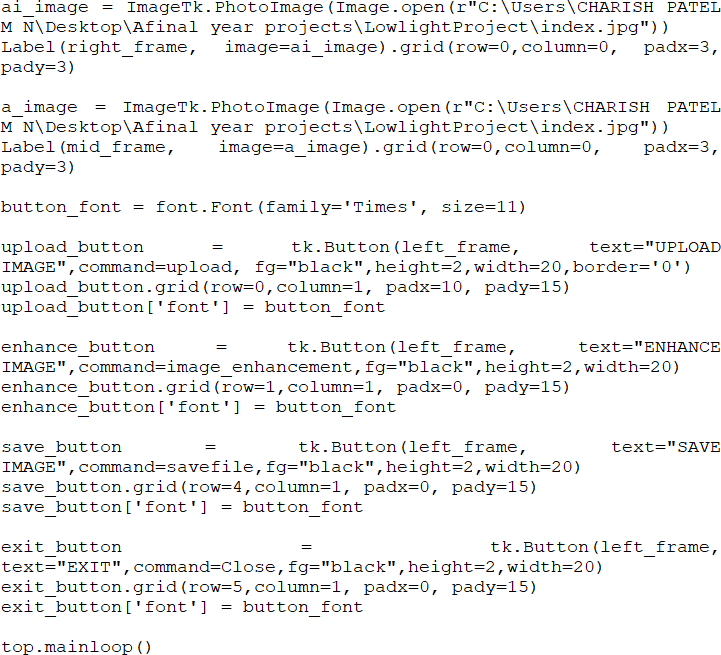 ai_image = ImageTk.PhotoImage(Image.open(r"C:\Users\CHARISH PATEL
M N\Desktop\Afinal year projects\LowlightProject\index.jpg"))
Label(right_frame, image=ai_image).grid(row=0,column=0, padx=3,
pady=3)

a_image = ImageTk.PhotoImage(Image.open(r"C:\Users\CHARISH PATEL
M N\Desktop\Afinal year projects\LowlightProject\index.jpg"))
Label(mid_frame, image=a_image).grid(row=0,column=0, padx=3,
pady=3)

button_font = font.Font(family='Times', size=11)

upload_button = tk.Button(left_frame, text="UPLOAD
IMAGE",command=upload, fg="black",height=2,width=20,border='0')
upload_button.grid(row=0,column=1, padx=10, pady=15)
upload_button['font'] = button_font

enhance_button = tk.Button(left_frame, text="ENHANCE
IMAGE",command=image_enhancement,fg="black",height=2,width=20)
enhance_button.grid(row=1,column=1, padx=0, pady=15)
enhance_button['font'] = button_font

save_button = tk.Button(left_frame, text="SAVE
IMAGE",command=savefile,fg="black",height=2,width=20)
save_button.grid(row=4,column=1, padx=0, pady=15)
save_button['font'] = button_font

exit_button = tk.Button(left_frame,
text="EXIT",command=Close,fg="black",height=2,width=20)
exit_button.grid(row=5,column=1, padx=0, pady=15)
exit_button['font'] = button_font

top.mainloop()